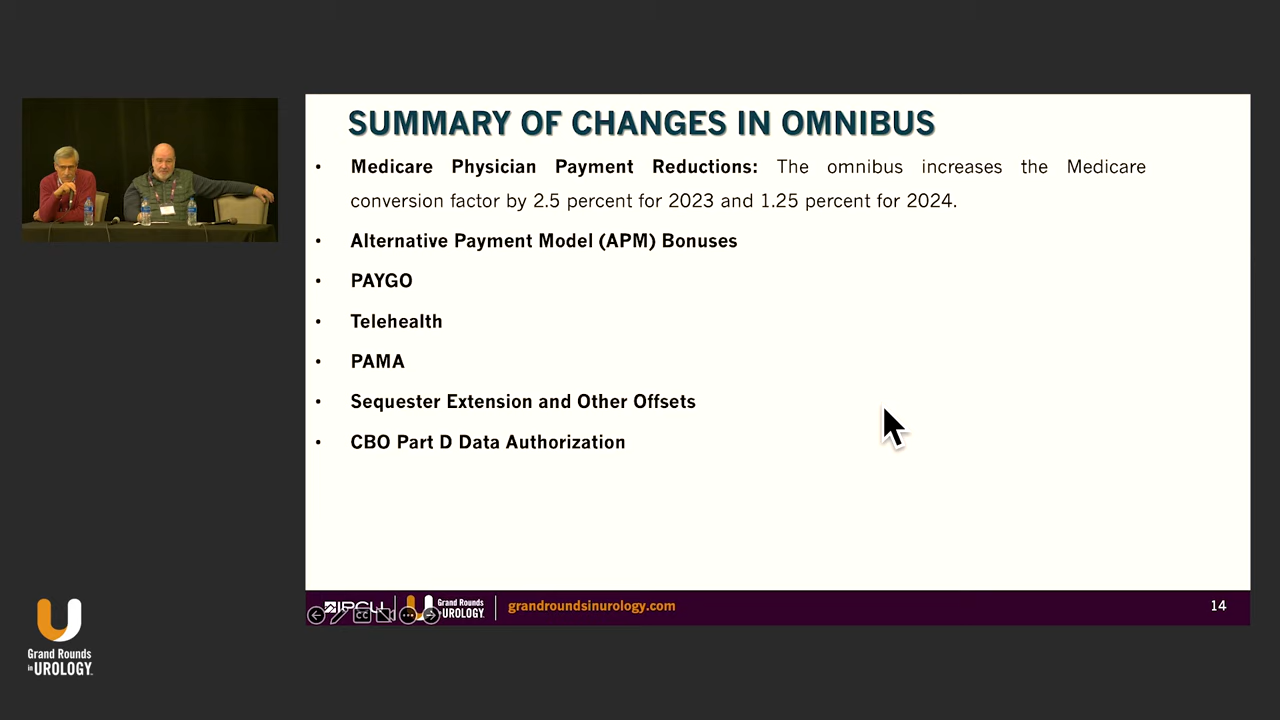 SUMMARY OF CHANGES IN OMNIBUS
• Medicare Physician Payment Reductions: The omnibus increases the Medicare
conversion factor by 2.5 percent for 2023 and 1.25 percent for 2024.
• Alternative Payment Model (APM) Bonuses
• PAYGO
• Telehealth
• PAMA
• Sequester Extension and Other Offsets
• CBO Part D Data Authorization
Grand Rounds
in UROLOGY
grandroundsinurology.com
14
Grand Rounds
in UROLOGY